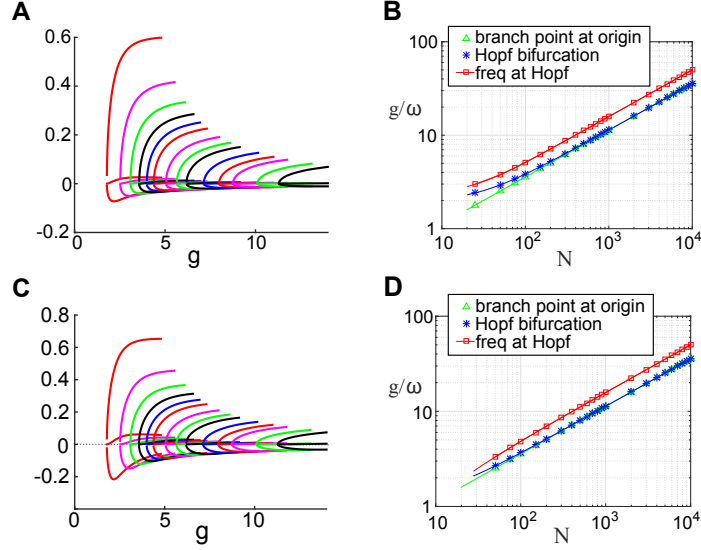 A
0.6
0.4
0.2
0
-0.2
5
10
g
B
branch point at origin
Hopf bifurcation
freq at Hopf
100
g/ω
10
1
10
10²
10³
10⁴
N
C
0.8
0.6
0.4
0.2
0
-0.2
5
10
g
D
branch point at origin
Hopf bifurcation
freq at Hopf
100
g/ω
10
1
10
10²
10³
10⁴
N